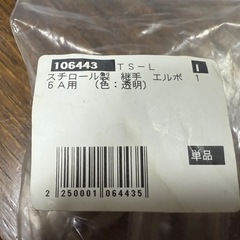 106443 TS-L I
スチロール製 継手 エルボ 1
6A用 (色:透明)
単品
2 250001 064435